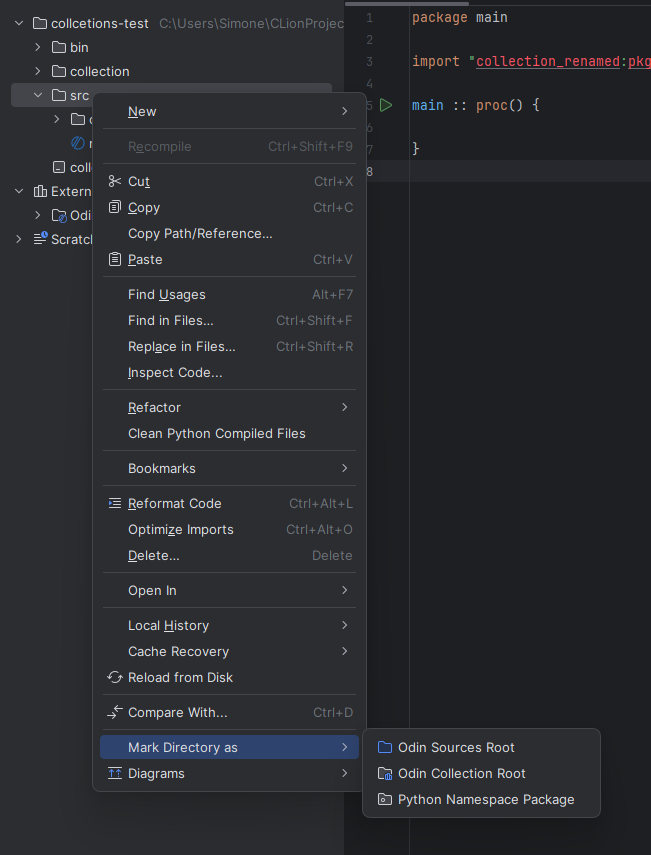 collcetions-test C:\Users\Simone\CLionProjec
bin
collection
src
coll
Extern
Odi
Scratc
1 package main
2
3 import "collection_renamed:pkg
4
5 main :: proc() {
6
7 }
8
New
Recompile Ctrl+Shift+F9
Cut Ctrl+X
Copy Ctrl+C
Copy Path/Reference...
Paste Ctrl+V
Find Usages Alt+F7
Find in Files... Ctrl+Shift+F
Replace in Files... Ctrl+Shift+R
Inspect Code...
Refactor
Clean Python Compiled Files
Bookmarks
Reformat Code Ctrl+Alt+L
Optimize Imports Ctrl+Alt+O
Delete... Delete
Open In
Local History
Cache Recovery
Reload from Disk
Compare With... Ctrl+D
Mark Directory as
Diagrams
Odin Sources Root
Odin Collection Root
Python Namespace Package